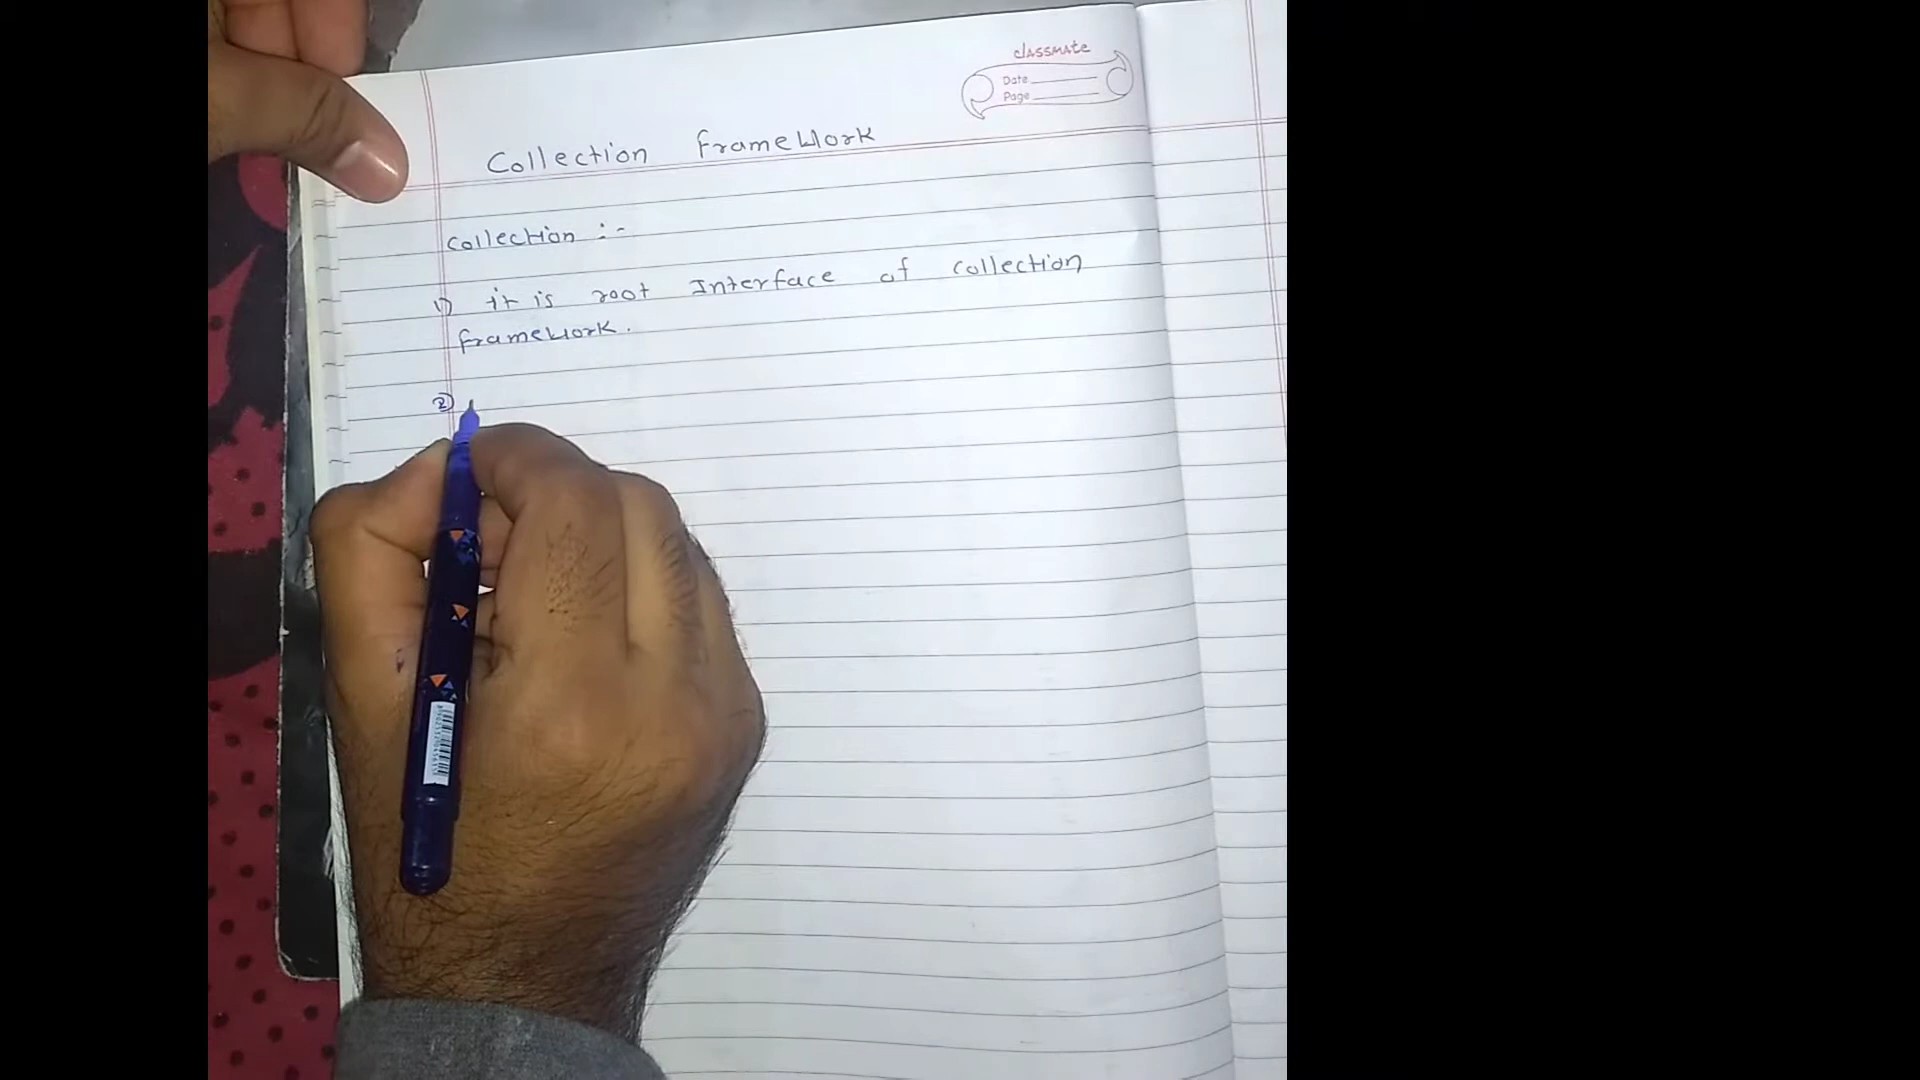 classmate
Date
Page
Collection frameWork
Collection :-
1) it is root Interface of Collection
frameWork.
2)